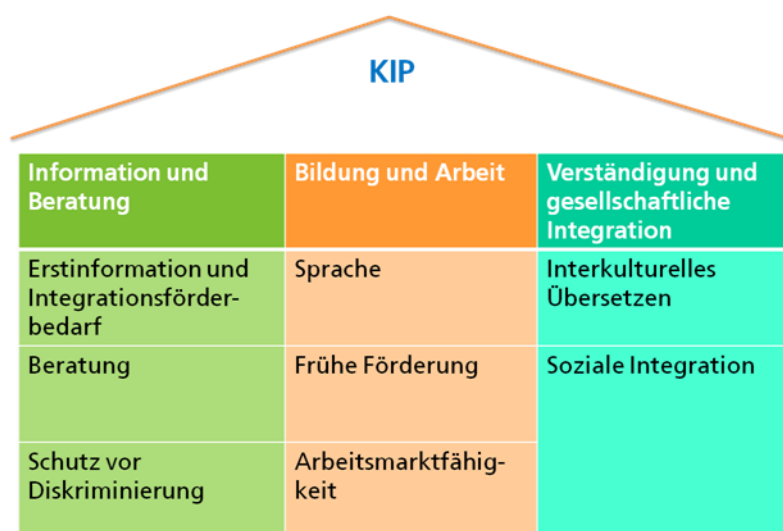 KIP
Information und
Beratung
Bildung und Arbeit
Verständigung und
gesellschaftliche
Integration
Erstinformation und
Integrationsförder-
bedarf
Sprache
Interkulturelles
Übersetzen
Beratung
Frühe Förderung
Soziale Integration
Schutz vor
Diskriminierung
Arbeitsmarktfähig-
keit